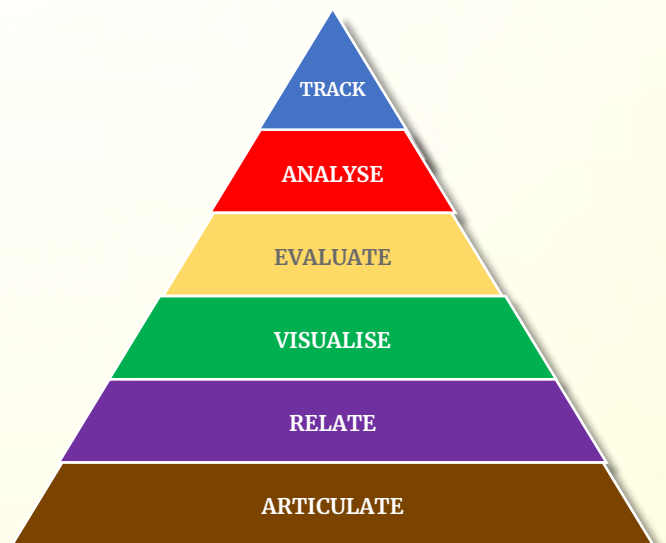 TRACK
ANALYSE
EVALUATE
VISUALISE
RELATE
ARTICULATE